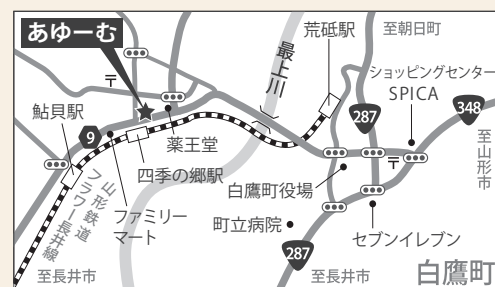 あゆーむ
荒砥駅
至朝日町
最上川
ショッピングセンター
SPICA
〒
鮎貝駅
287
348
9
薬王堂
至山形市
四季の郷駅
白鷹町役場
〒
山形鉄道
フラワー長井線
ファミリー
マート
町立病院
セブンイレブン
287
至長井市
至長井市
白鷹町